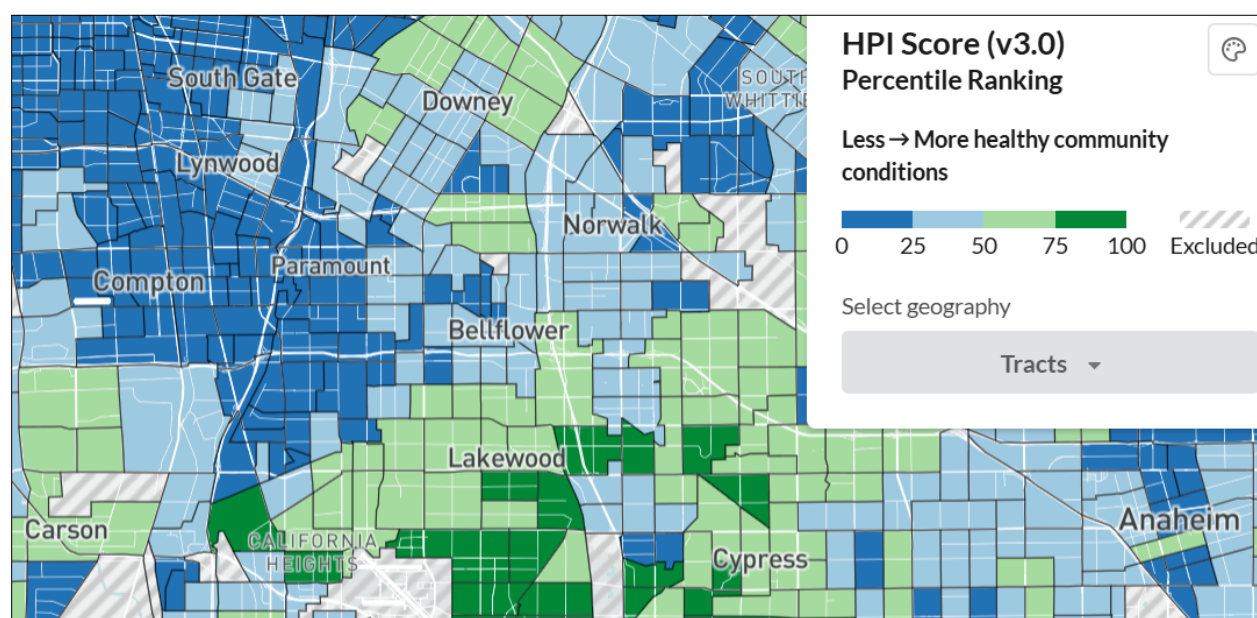 HPI Score (v3.0)
Percentile Ranking
Less → More healthy community
conditions
0 25 50 75 100 Excluded
Select geography
Tracts
South Gate
Downey
SOUTH
WHITTIE
Lynwood
Norwalk
Paramount
Compton
Bellflower
Lakewood
Carson
CALIFORNIA
HEIGHTS
Cypress
Anaheim